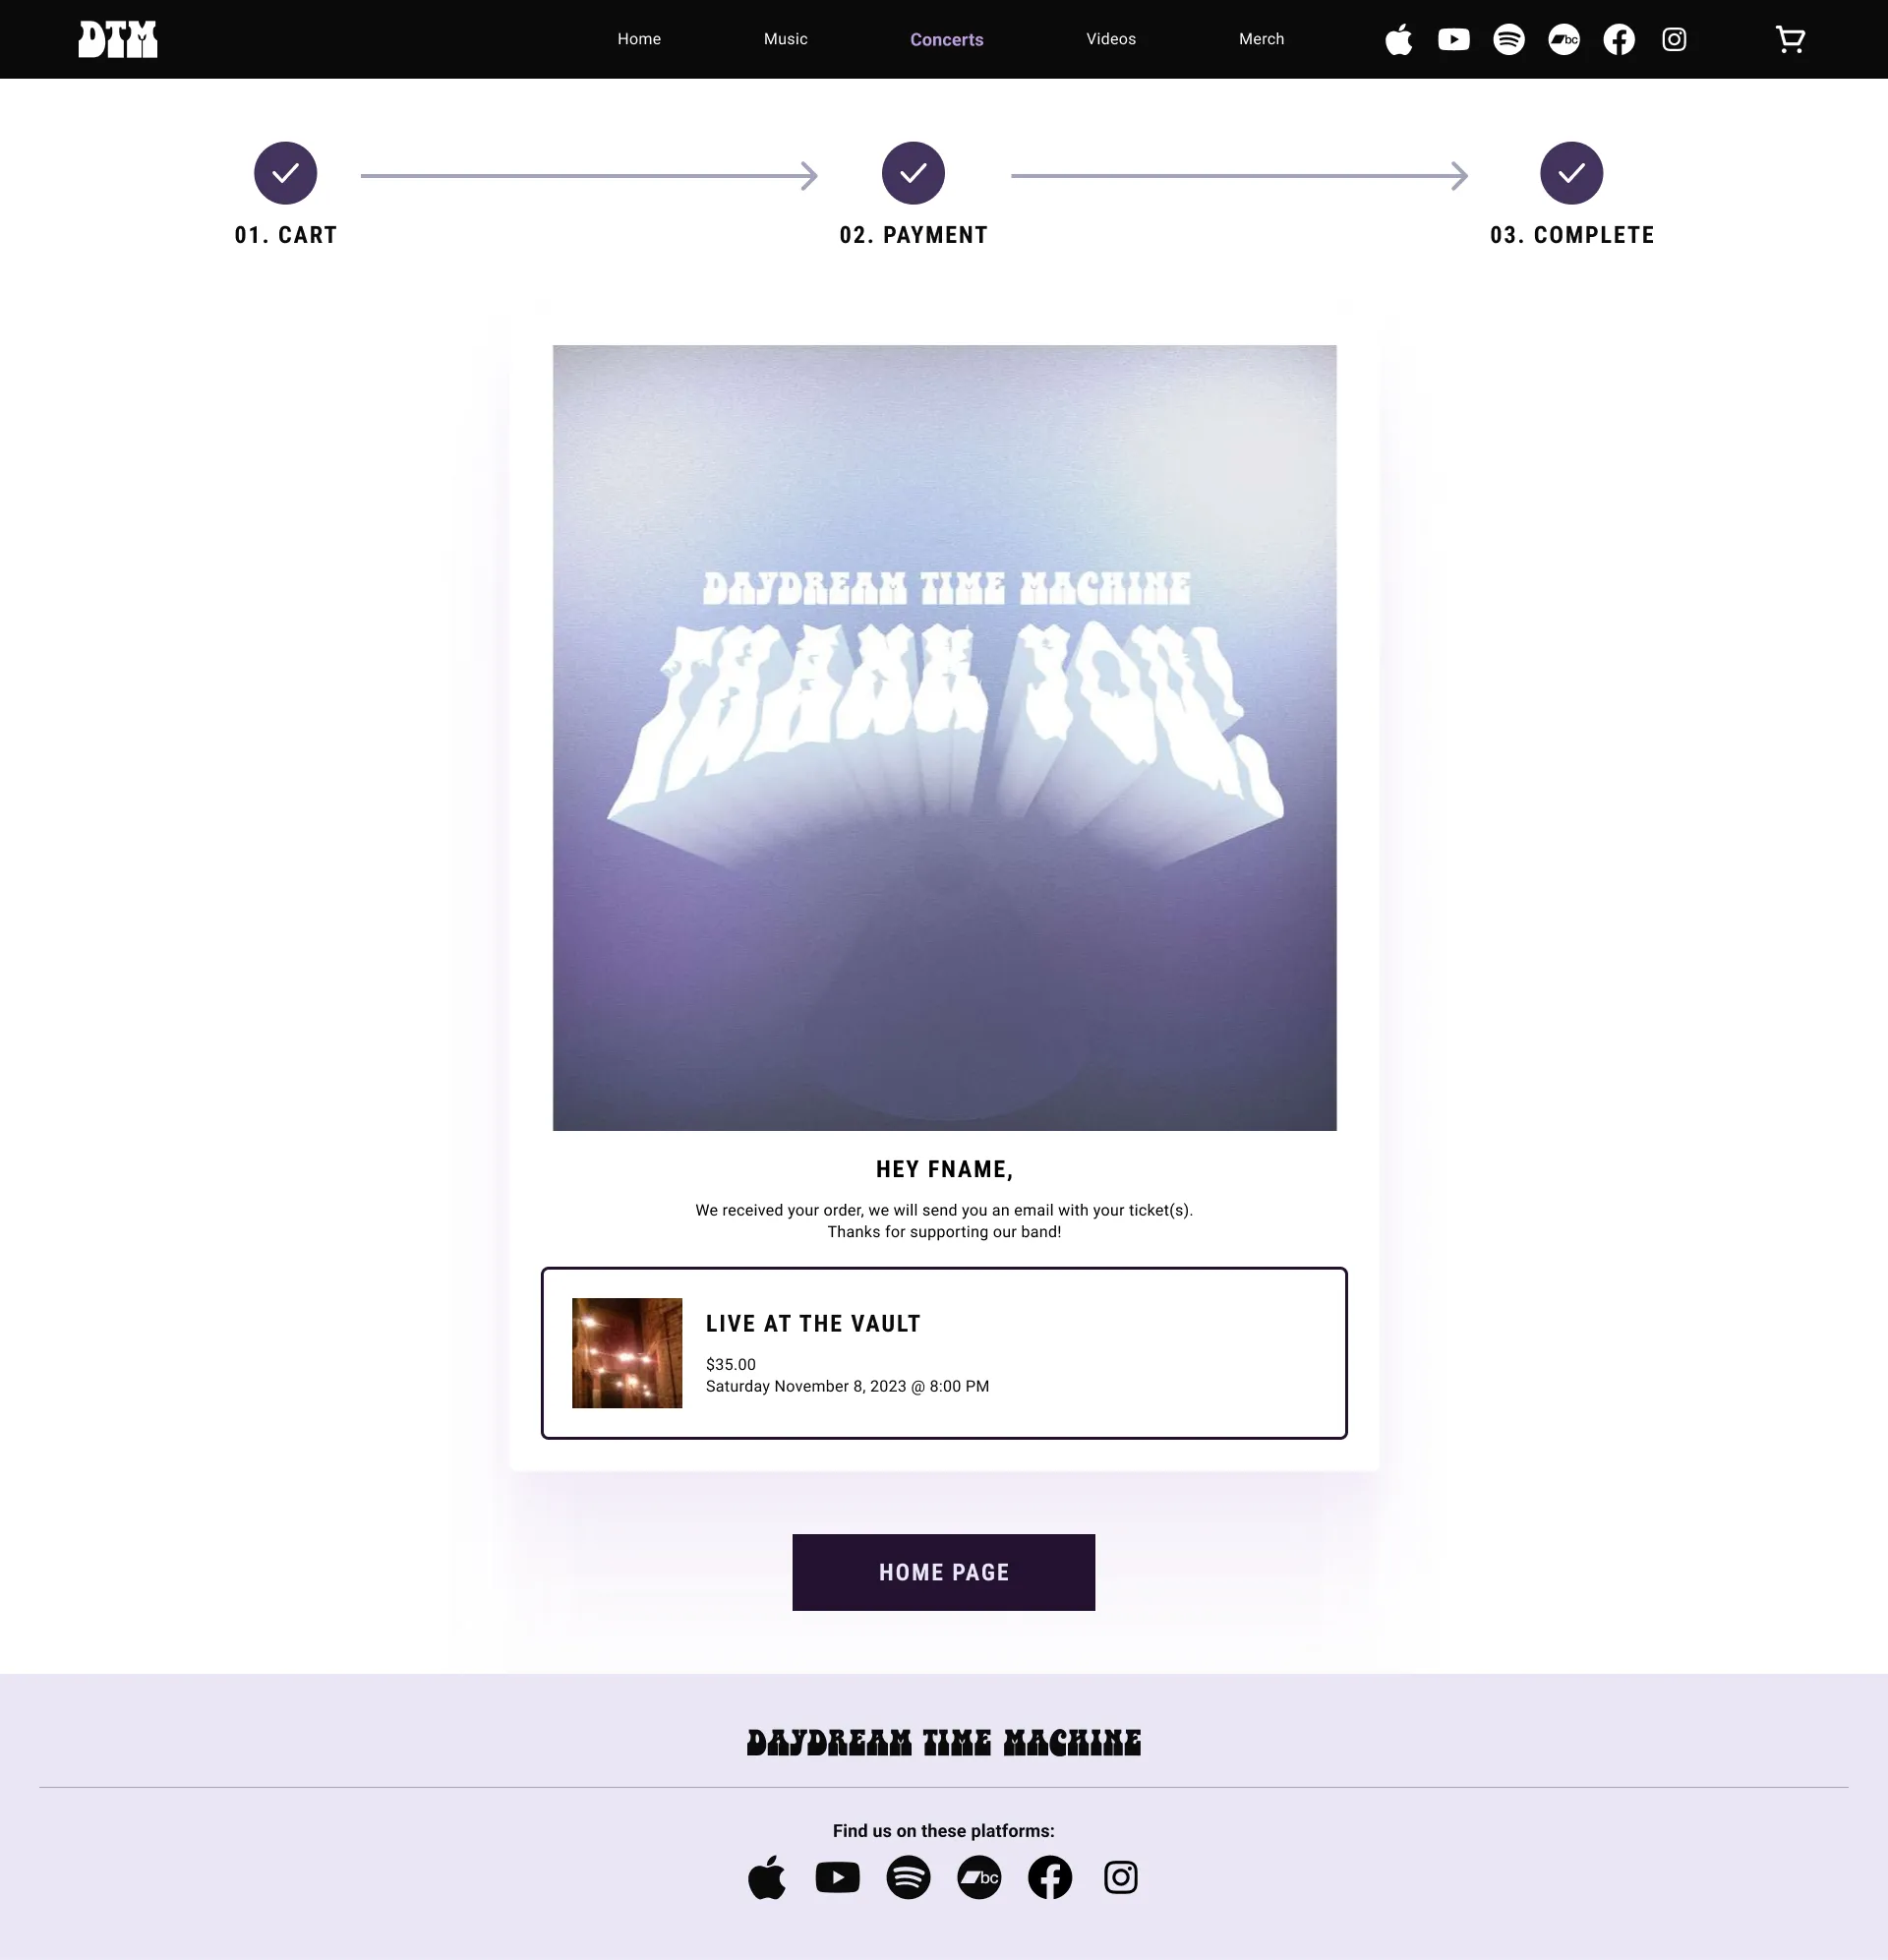 DTM
Home
Music
Concerts
Videos
Merch
bc
01. CART
02. PAYMENT
03. COMPLETE
DAYDREAM TIME MACHINE
THANK YOU,
HEY FNAME,
We received your order, we will send you an email with your ticket(s).
Thanks for supporting our band!
LIVE AT THE VAULT
$35.00
Saturday November 8, 2023 @ 8:00 PM
HOME PAGE
DAYDREAM TIME MACHINE
Find us on these platforms:
bc